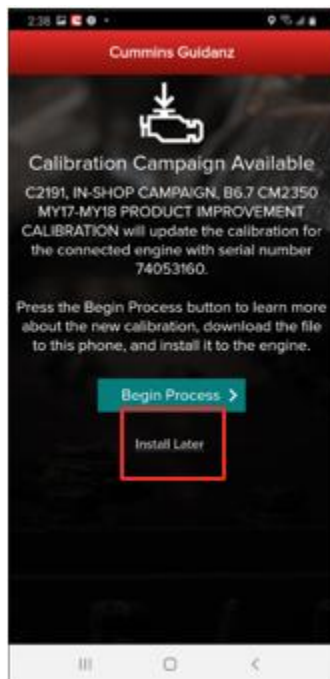 2:38
Cummins Guidanz
Calibration Campaign Available
C2191, IN-SHOP CAMPAIGN, B6.7 CM2350
MY17-MY18 PRODUCT IMPROVEMENT
CALIBRATION will update the calibration for
the connected engine with serial number
74053160.
Press the Begin Process button to learn more
about the new calibration, download the file
to this phone, and install it to the engine.
Begin Process
Install Later